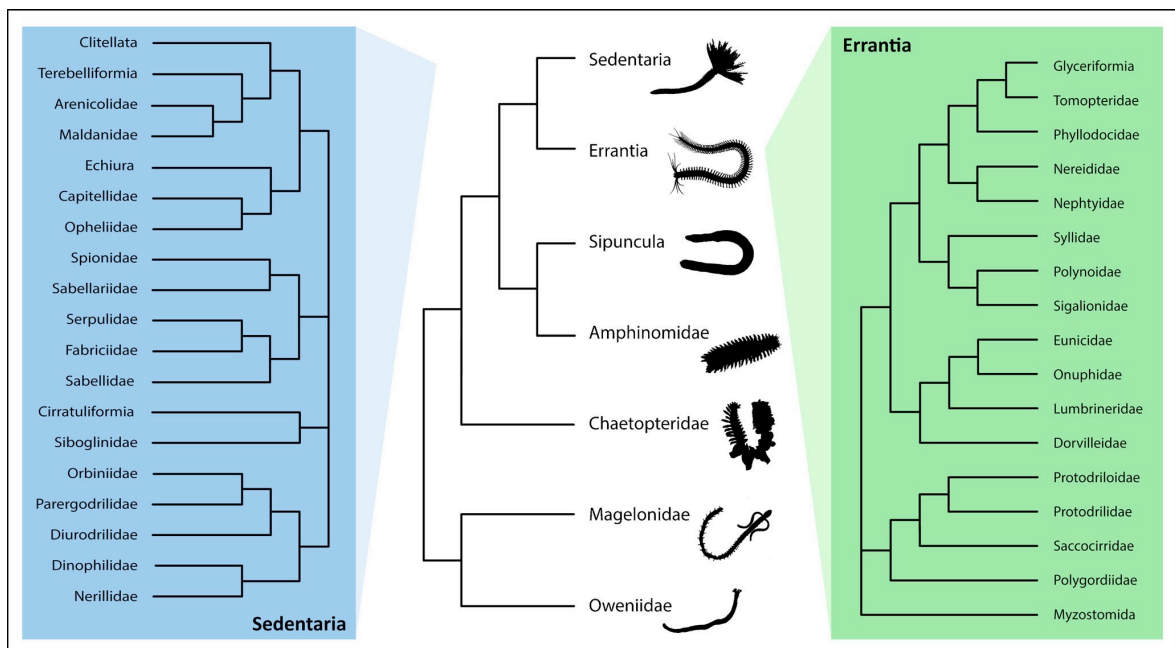 Clitellata
Terebelliformia
Arenicolidae
Maldanidae
Echiura
Capitellidae
Opheliidae
Spionidae
Sabellariidae
Serpulidae
Fabriciidae
Sabellidae
Cirratuliformia
Siboglinidae
Orbiniidae
Parergodrilidae
Diurodrilidae
Dinophilidae
Nerillidae
Sedentaria
Sedentaria
Errantia
Sipuncula
Amphinomidae
Chaetopteridae
Magelonidae
Oweniidae
Errantia
Glyceriformia
Tomopteridae
Phyllodocidae
Nereididae
Nephtyidae
Syllidae
Polynoidae
Sigalionidae
Eunicidae
Onuphidae
Lumbrineridae
Dorvilleidae
Protodriloidae
Protodrilidae
Saccocirridae
Polygordiidae
Myzostomida